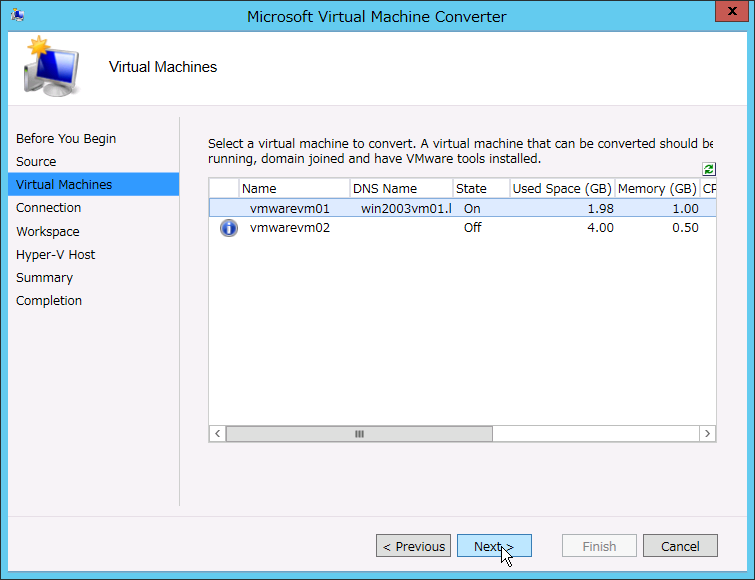 Microsoft Virtual Machine Converter
x
Virtual Machines
Before You Begin
Source
Virtual Machines
Connection
Workspace
Hyper-V Host
Summary
Completion
Select a virtual machine to convert. A virtual machine that can be converted should be
running, domain joined and have VMware tools installed.
Name DNS Name State Used Space (GB) Memory (GB) CP
vmwarevm01 win2003vm01.l On 1.98 1.00
vmwarevm02 Off 4.00 0.50
< Previous Next > Finish Cancel